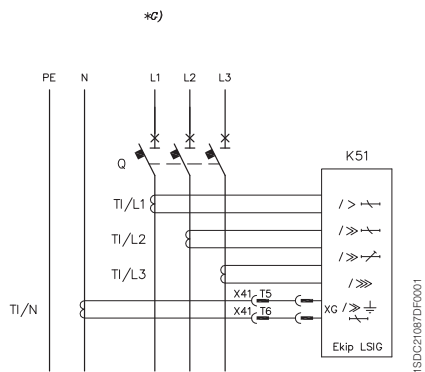 *G)
PE N L1 L2 L3
Q
K51
TI/L1
TI/L2
TI/L3
TI/N
X41 T5
X41 T6
XG
Ekip LSIG
1SDC21087DF0001